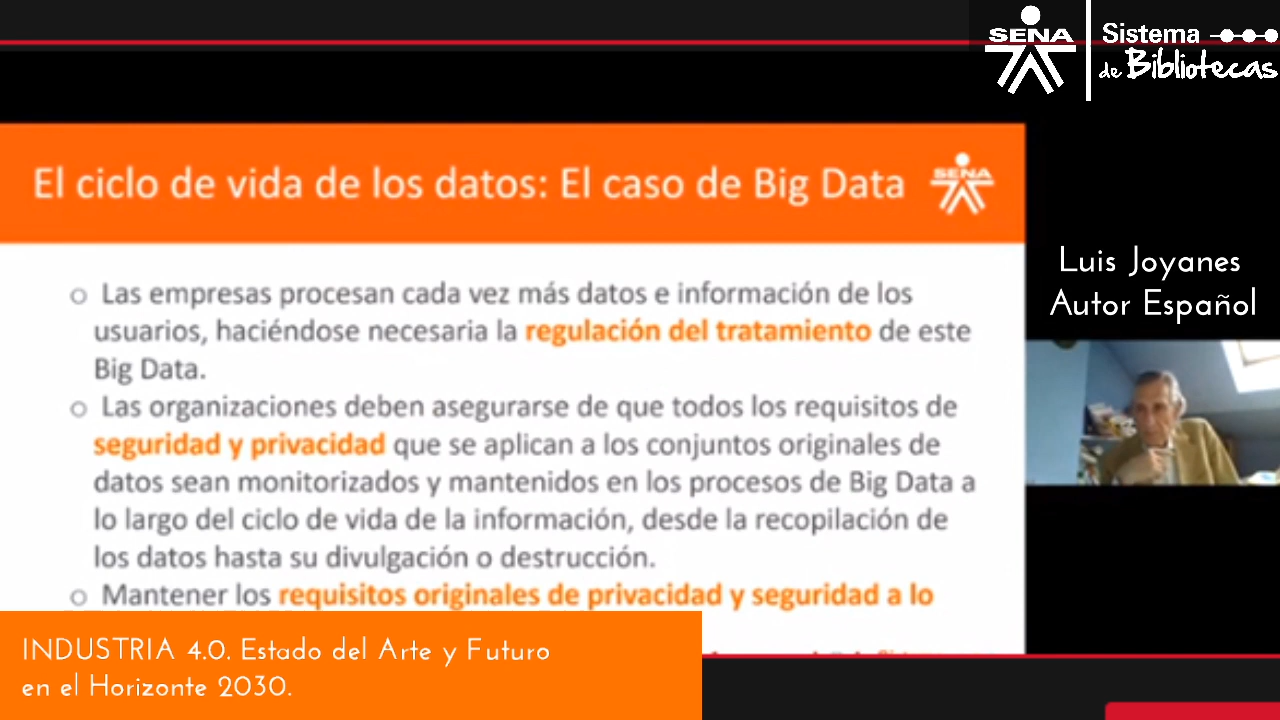 SENA
Sistema
de Bibliotecas
El ciclo de vida de los datos: El caso de Big Data
SENA
Luis Joyanes
Autor Español
o Las empresas procesan cada vez más datos e información de los
usuarios, haciéndose necesaria la regulación del tratamiento de este
Big Data.
o Las organizaciones deben asegurarse de que todos los requisitos de
seguridad y privacidad que se aplican a los conjuntos originales de
datos sean monitorizados y mantenidos en los procesos de Big Data a
lo largo del ciclo de vida de la información, desde la recopilación de
los datos hasta su divulgación o destrucción.
o Mantener los requisitos originales de privacidad y seguridad a lo
INDUSTRIA 4.0. Estado del Arte y Futuro
en el Horizonte 2030.